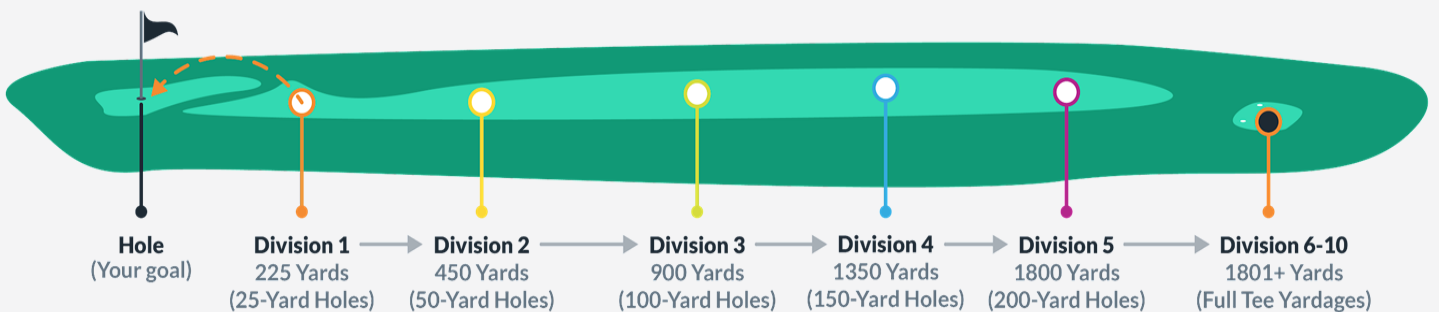 Hole
(Your goal)
Division 1
225 Yards
(25-Yard Holes)
Division 2
450 Yards
(50-Yard Holes)
Division 3
900 Yards
(100-Yard Holes)
Division 4
1350 Yards
(150-Yard Holes)
Division 5
1800 Yards
(200-Yard Holes)
Division 6-10
1801+ Yards
(Full Tee Yardages)